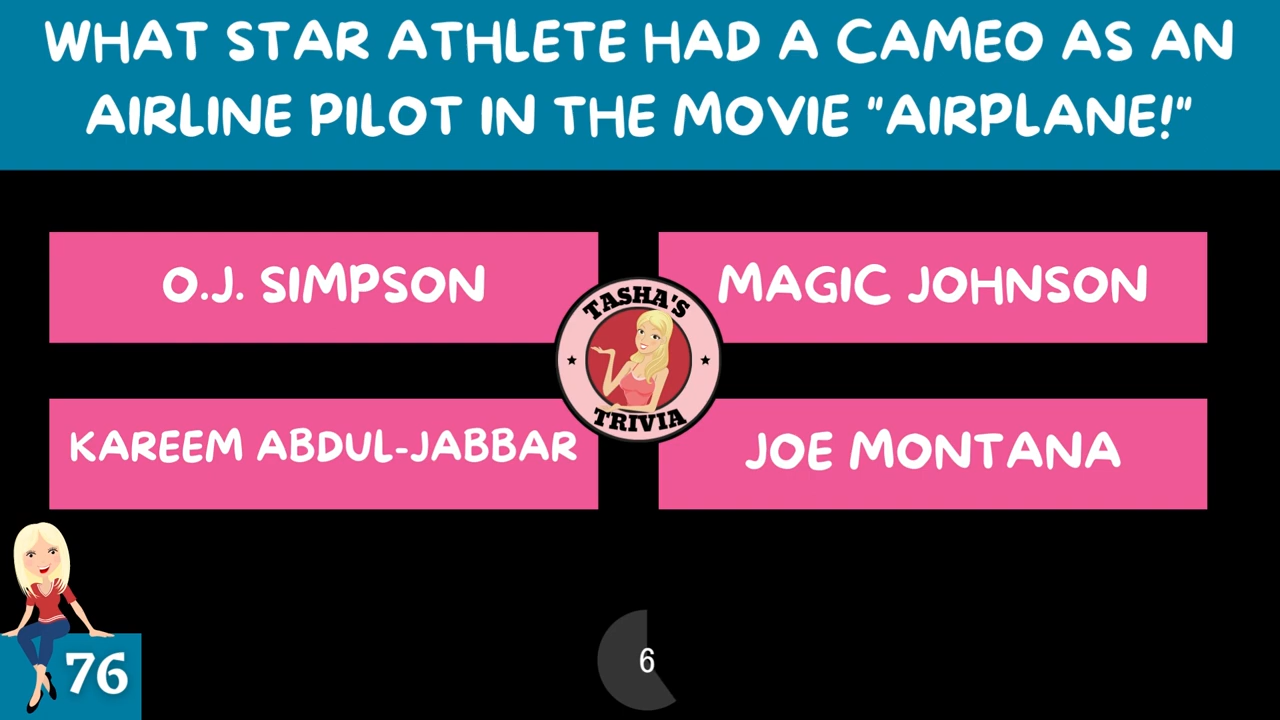 WHAT STAR ATHLETE HAD A CAMEO AS AN
AIRLINE PILOT IN THE MOVIE "AIRPLANE!"
O.J. SIMPSON
MAGIC JOHNSON
TASHA'S
TRIVIA
KAREEM ABDUL-JABBAR
JOE MONTANA
76
6